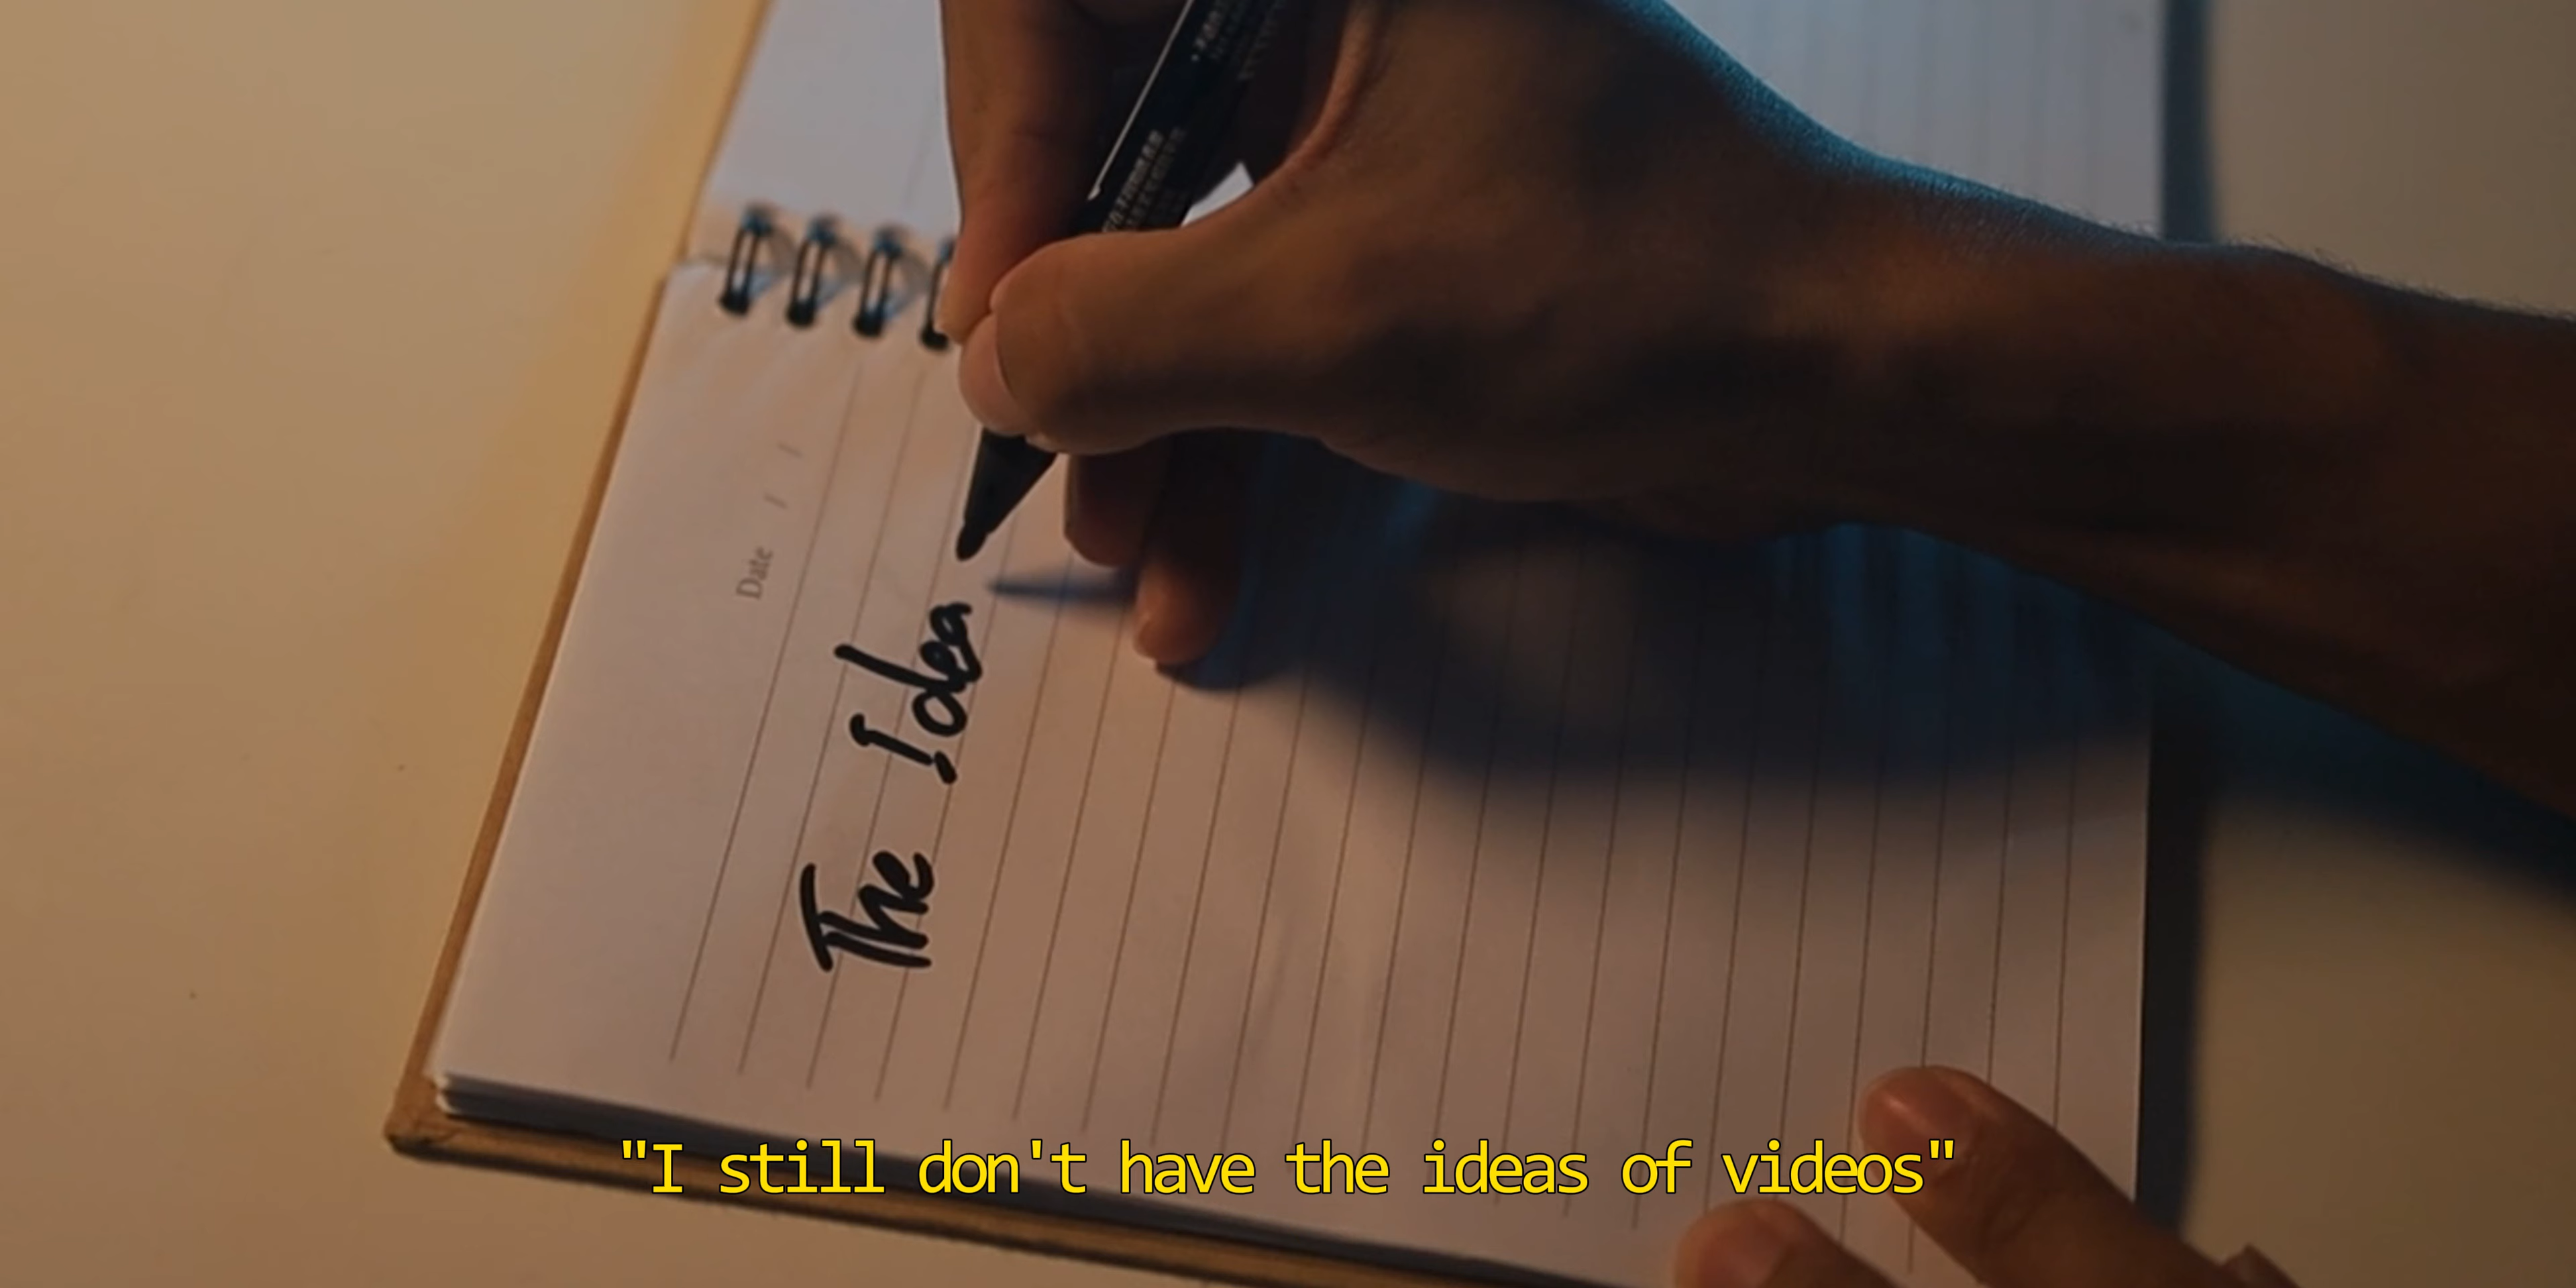 Date / /
The Idea
"I still don't have the ideas of videos"